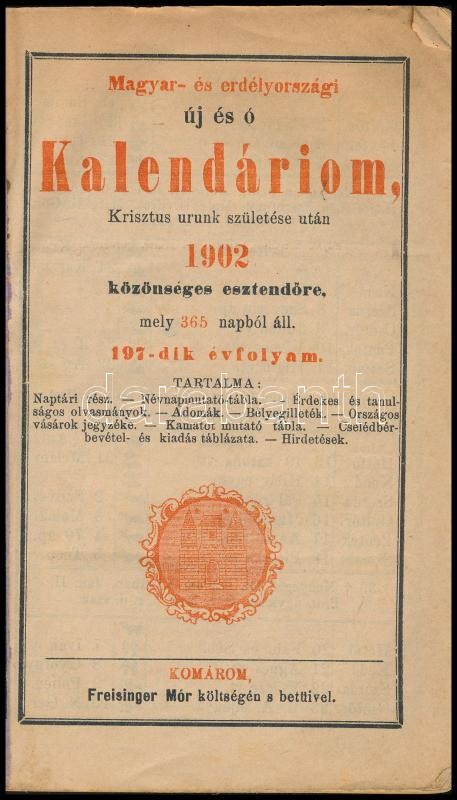 Magyar- és erdélyországi
új és ó
Kalendáriom,
Krisztus urunk születése után
1902
közönséges esztendőre,
mely 365 napból áll.
197-dik évfolyam.
TARTALMA:
Naptári rész. — Névnapmutató-tábla. — Érdekes és tanul-
ságos olvasmányok. — Adomák. — Bélyegilleték. — Országos
vásárok jegyzéke. — Kamatot mutató tábla. — Cselédbér-
bevétel- és kiadás táblázata. — Hirdetések.
darabanth
KOMÁROM,
Freisinger Mór költségén s betűivel.